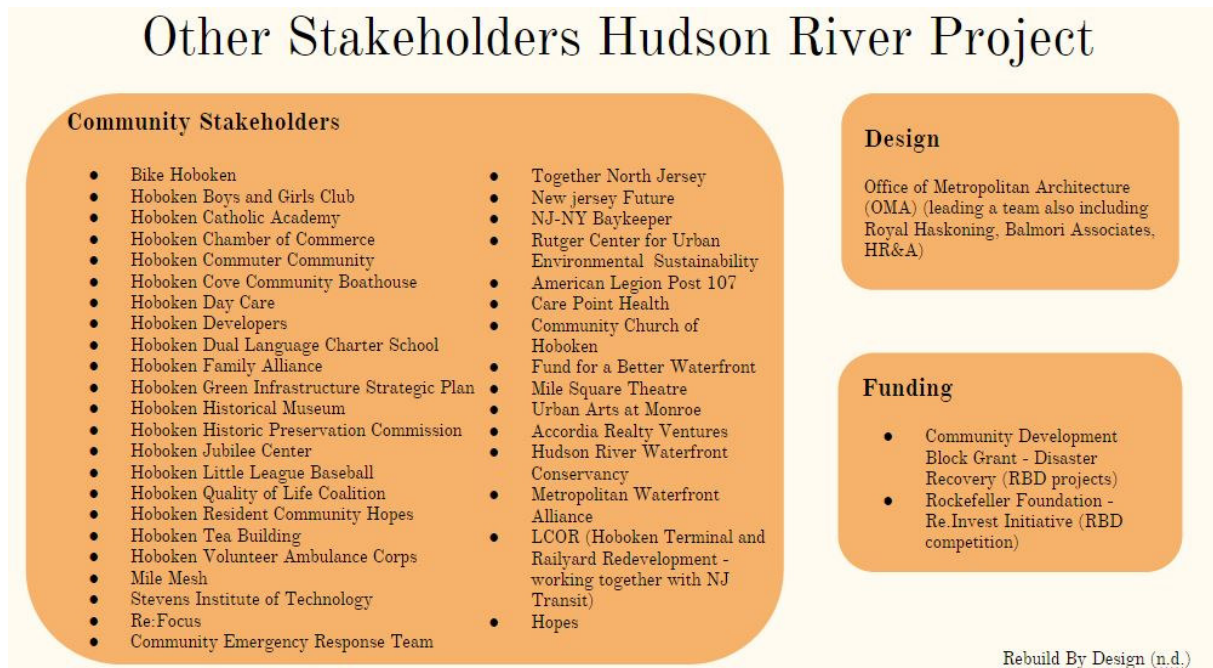 Other Stakeholders Hudson River Project
Community Stakeholders
● Bike Hoboken
● Hoboken Boys and Girls Club
● Hoboken Catholic Academy
● Hoboken Chamber of Commerce
● Hoboken Commuter Community
● Hoboken Cove Community Boathouse
● Hoboken Day Care
● Hoboken Developers
● Hoboken Dual Language Charter School
● Hoboken Family Alliance
● Hoboken Green Infrastructure Strategic Plan
● Hoboken Historical Museum
● Hoboken Historic Preservation Commission
● Hoboken Jubilee Center
● Hoboken Little League Baseball
● Hoboken Quality of Life Coalition
● Hoboken Resident Community Hopes
● Hoboken Tea Building
● Hoboken Volunteer Ambulance Corps
● Mile Mesh
● Stevens Institute of Technology
● Re:Focus
● Community Emergency Response Team
● Together North Jersey
● New jersey Future
● NJ-NY Baykeeper
● Rutger Center for Urban
Environmental Sustainability
● American Legion Post 107
● Care Point Health
● Community Church of
Hoboken
● Fund for a Better Waterfront
● Mile Square Theatre
● Urban Arts at Monroe
● Accordia Realty Ventures
● Hudson River Waterfront
Conservancy
● Metropolitan Waterfront
Alliance
● LCOR (Hoboken Terminal and
Railyard Redevelopment -
working together with NJ
Transit)
● Hopes
Design
Office of Metropolitan Architecture
(OMA) (leading a team also including
Royal Haskoning, Balmori Associates,
HR&A)
Funding
● Community Development
Block Grant - Disaster
Recovery (RBD projects)
● Rockefeller Foundation -
Re.Invest Initiative (RBD
competition)
Rebuild By Design (n.d.)